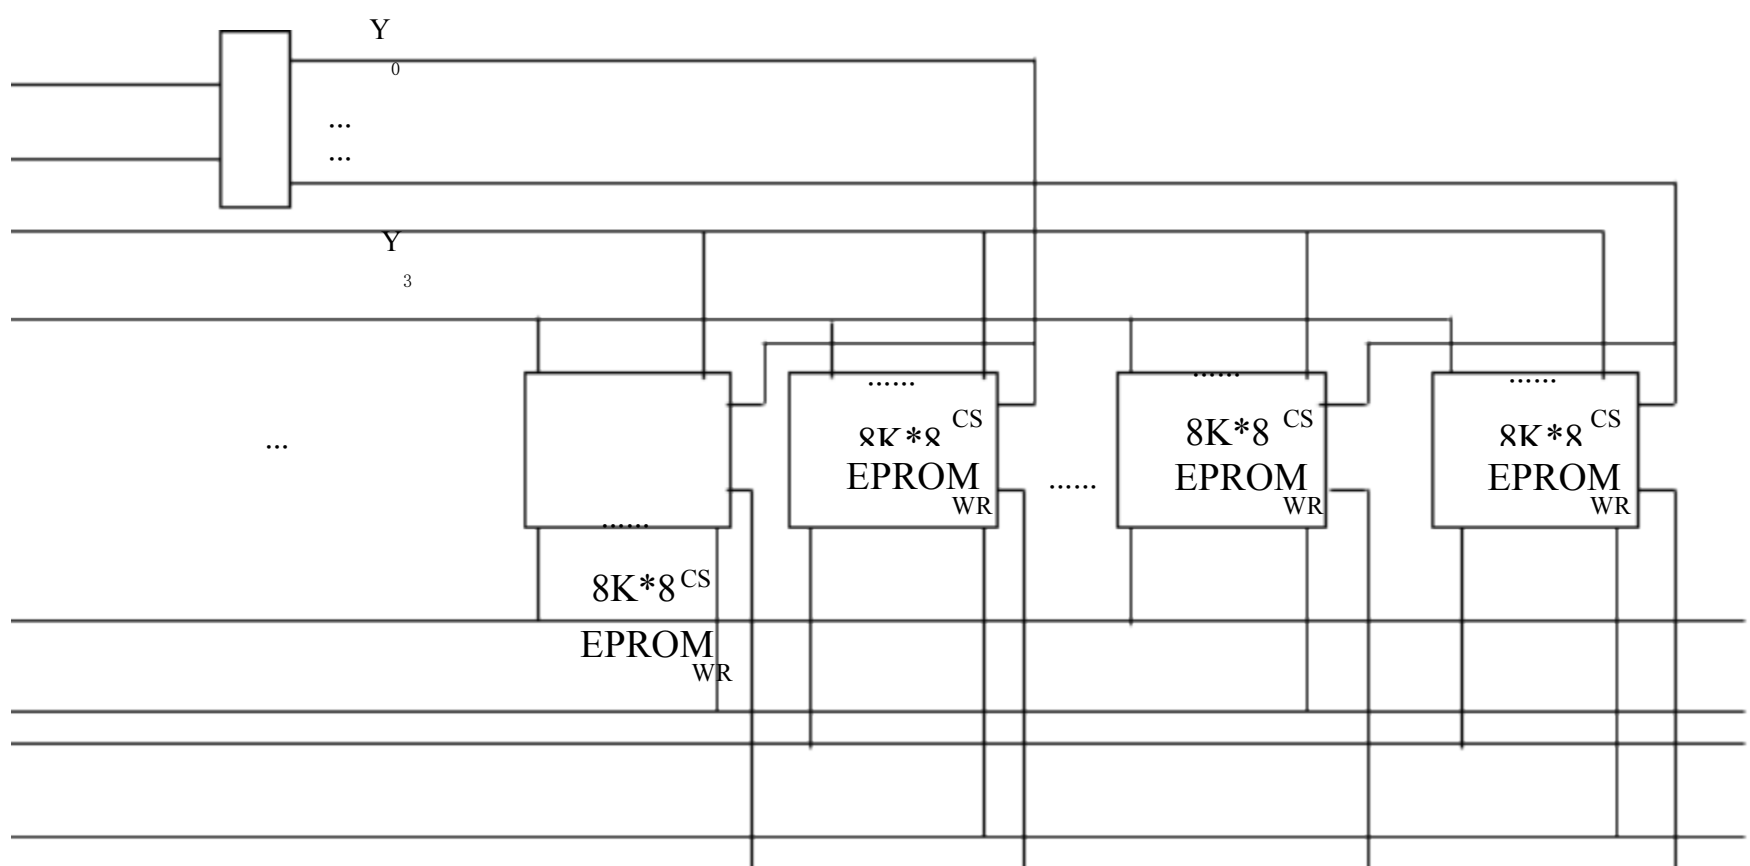 Y
0
...
...
Y
3
......
......
......
CS
8K*8
EPROM
WR
......
CS
8K*8
EPROM
WR
CS
8K*8
EPROM
WR
...
......
8K*8 CS
EPROM
WR